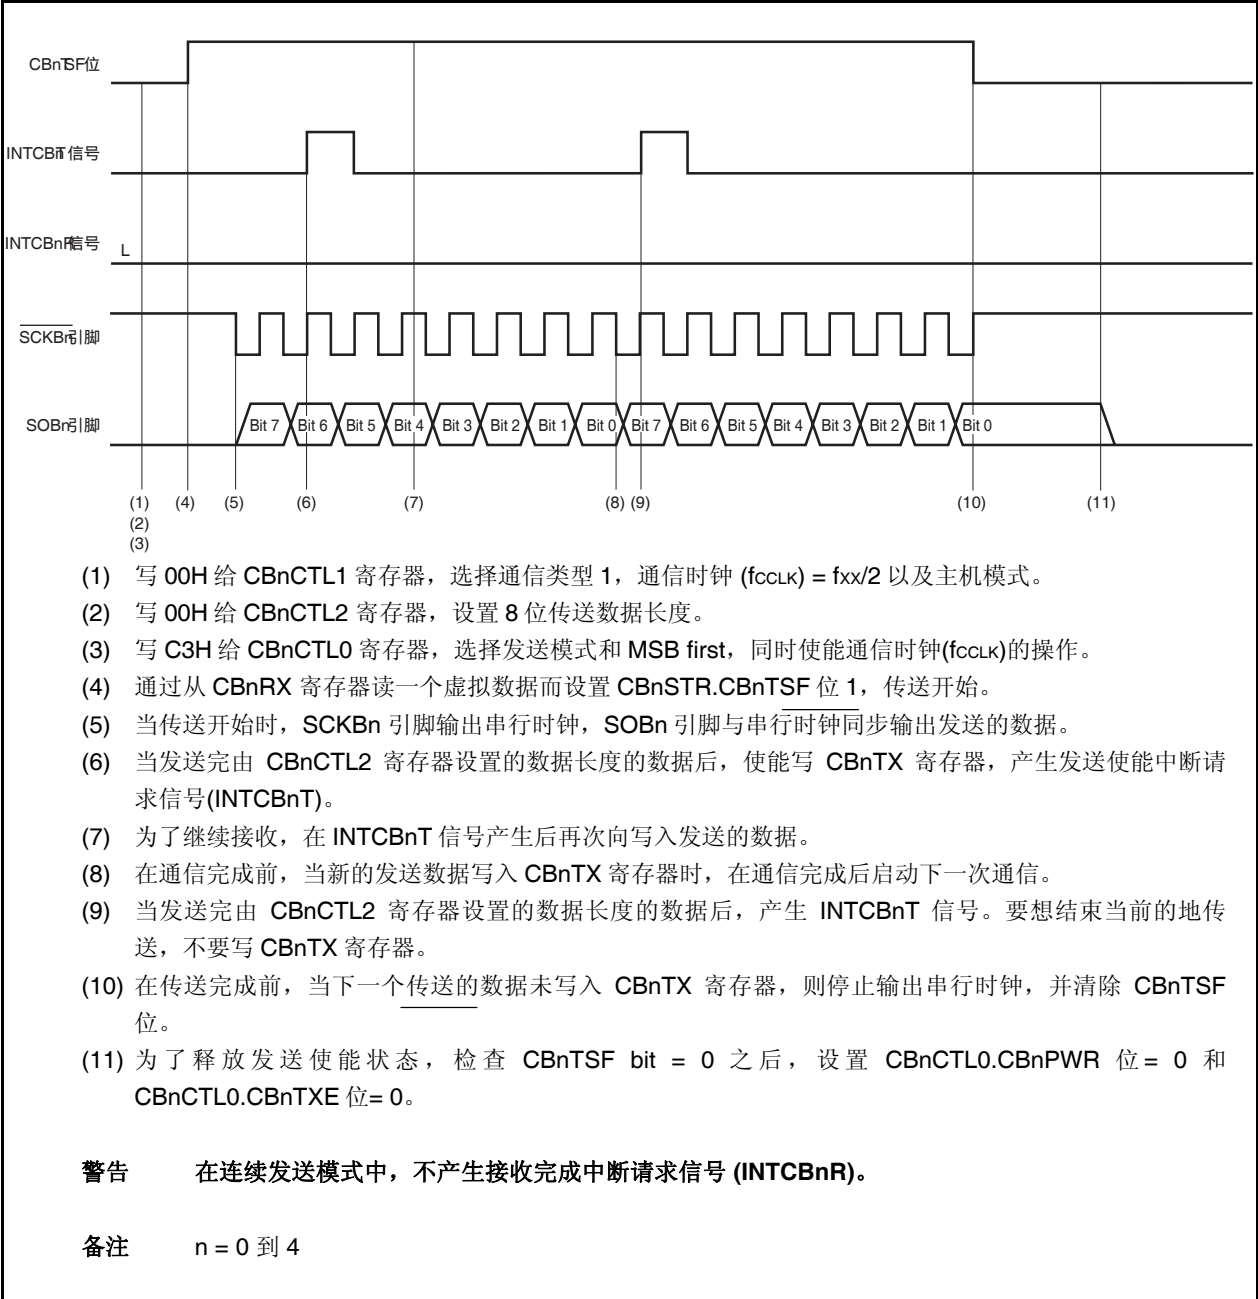 CBnTSF位
INTCBnT信号
INTCBnR信号
L
SCKBn引脚
SOBn引脚
Bit 7 Bit 6 Bit 5 Bit 4 Bit 3 Bit 2 Bit 1 Bit 0 Bit 7 Bit 6 Bit 5 Bit 4 Bit 3 Bit 2 Bit 1 Bit 0
(1) (4) (5) (6) (7) (8) (9) (10) (11)
(2)
(3)
(1) 写 00H 给 CBnCTL1 寄存器，选择通信类型 1，通信时钟 (fCCLK) = fXX/2 以及主机模式。
(2) 写 00H 给 CBnCTL2 寄存器，设置 8 位传送数据长度。
(3) 写 C3H 给 CBnCTL0 寄存器，选择发送模式和 MSB first，同时使能通信时钟(fCCLK)的操作。
(4) 通过从 CBnRX 寄存器读一个虚拟数据而设置 CBnSTR.CBnTSF 位 1，传送开始。
(5) 当传送开始时，SCKBn 引脚输出串行时钟，SOBn 引脚与串行时钟同步输出发送的数据。
(6) 当发送完由 CBnCTL2 寄存器设置的数据长度的数据后，使能写 CBnTX 寄存器，产生发送使能中断请
求信号(INTCBnT)。
(7) 为了继续接收，在 INTCBnT 信号产生后再次向写入发送的数据。
(8) 在通信完成前，当新的发送数据写入 CBnTX 寄存器时，在通信完成后启动下一次通信。
(9) 当发送完由 CBnCTL2 寄存器设置的数据长度的数据后，产生 INTCBnT 信号。要想结束当前的地传
送，不要写 CBnTX 寄存器。
(10) 在传送完成前，当下一个传送的数据未写入 CBnTX 寄存器，则停止输出串行时钟，并清除 CBnTSF
位。
(11) 为了释放发送使能状态，检查 CBnTSF bit = 0 之后，设置 CBnCTL0.CBnPWR 位= 0 和
CBnCTL0.CBnTXE 位= 0。
警告 在连续发送模式中，不产生接收完成中断请求信号 (INTCBnR)。
备注 n = 0 到 4